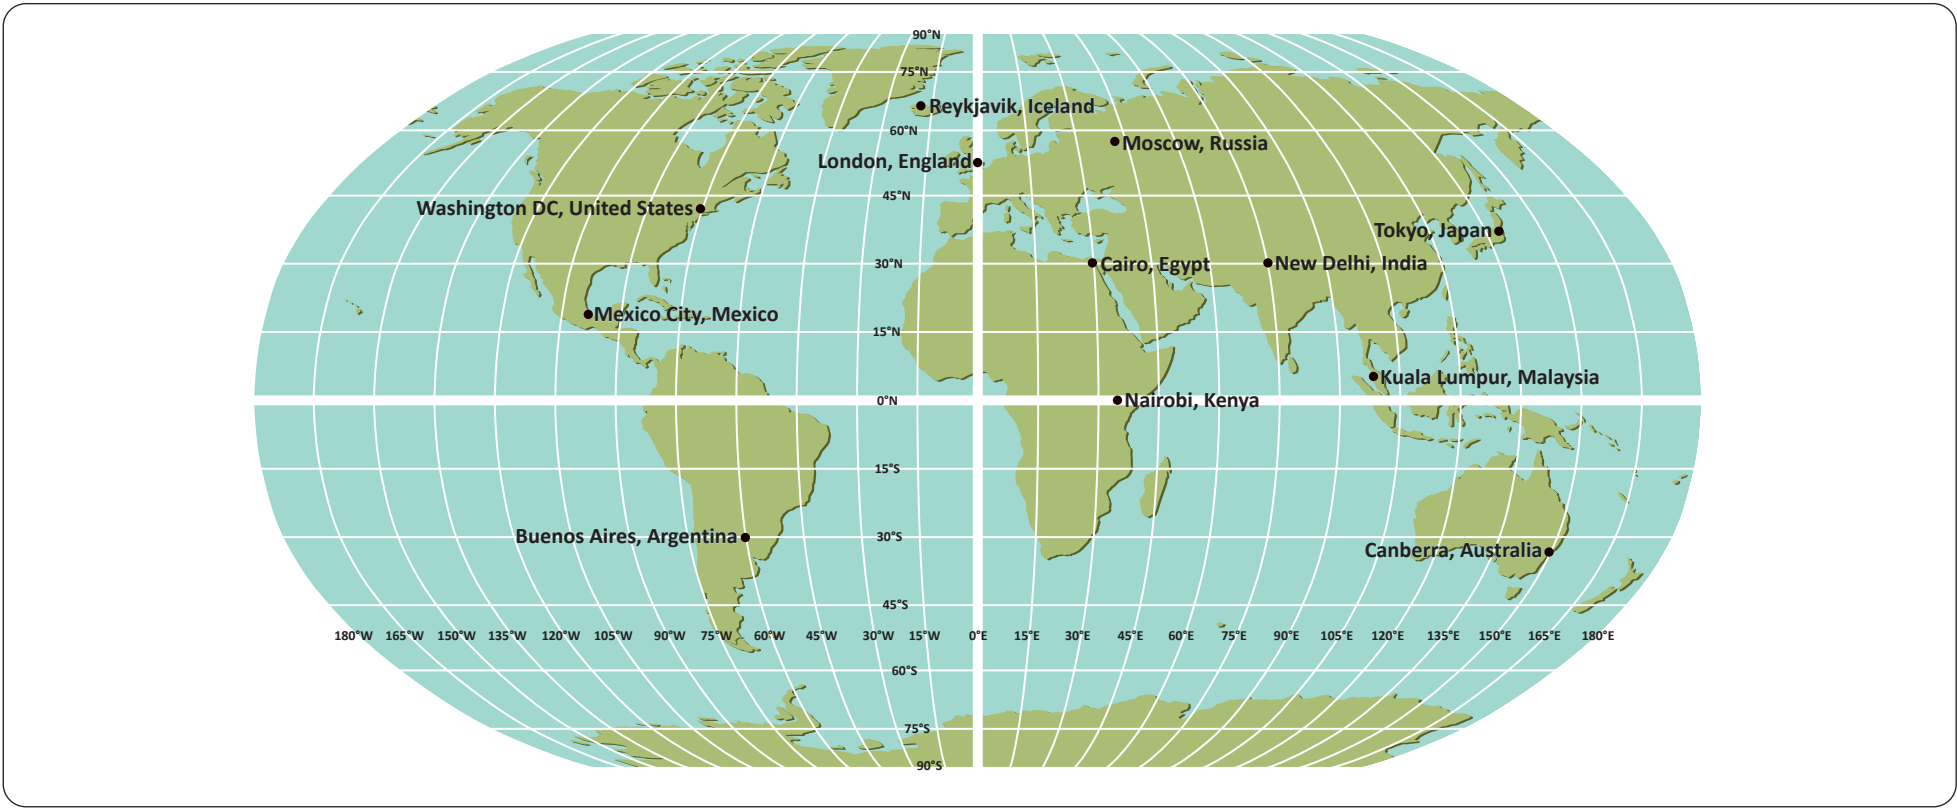 90°N
75°N
Reykjavik, Iceland
60°N
Moscow, Russia
London, England
45°N
Washington DC, United States
Tokyo, Japan
30°N
Cairo, Egypt
New Delhi, India
Mexico City, Mexico
15°N
Kuala Lumpur, Malaysia
0°N
Nairobi, Kenya
15°S
Buenos Aires, Argentina
30°S
Canberra, Australia
45°S
180°W 165°W 150°W 135°W 120°W 105°W 90°W 75°W 60°W 45°W 30°W 15°W 0°E 15°E 30°E 45°E 60°E 75°E 90°E 105°E 120°E 135°E 150°E 165°E 180°E
60°S
75°S
90°S